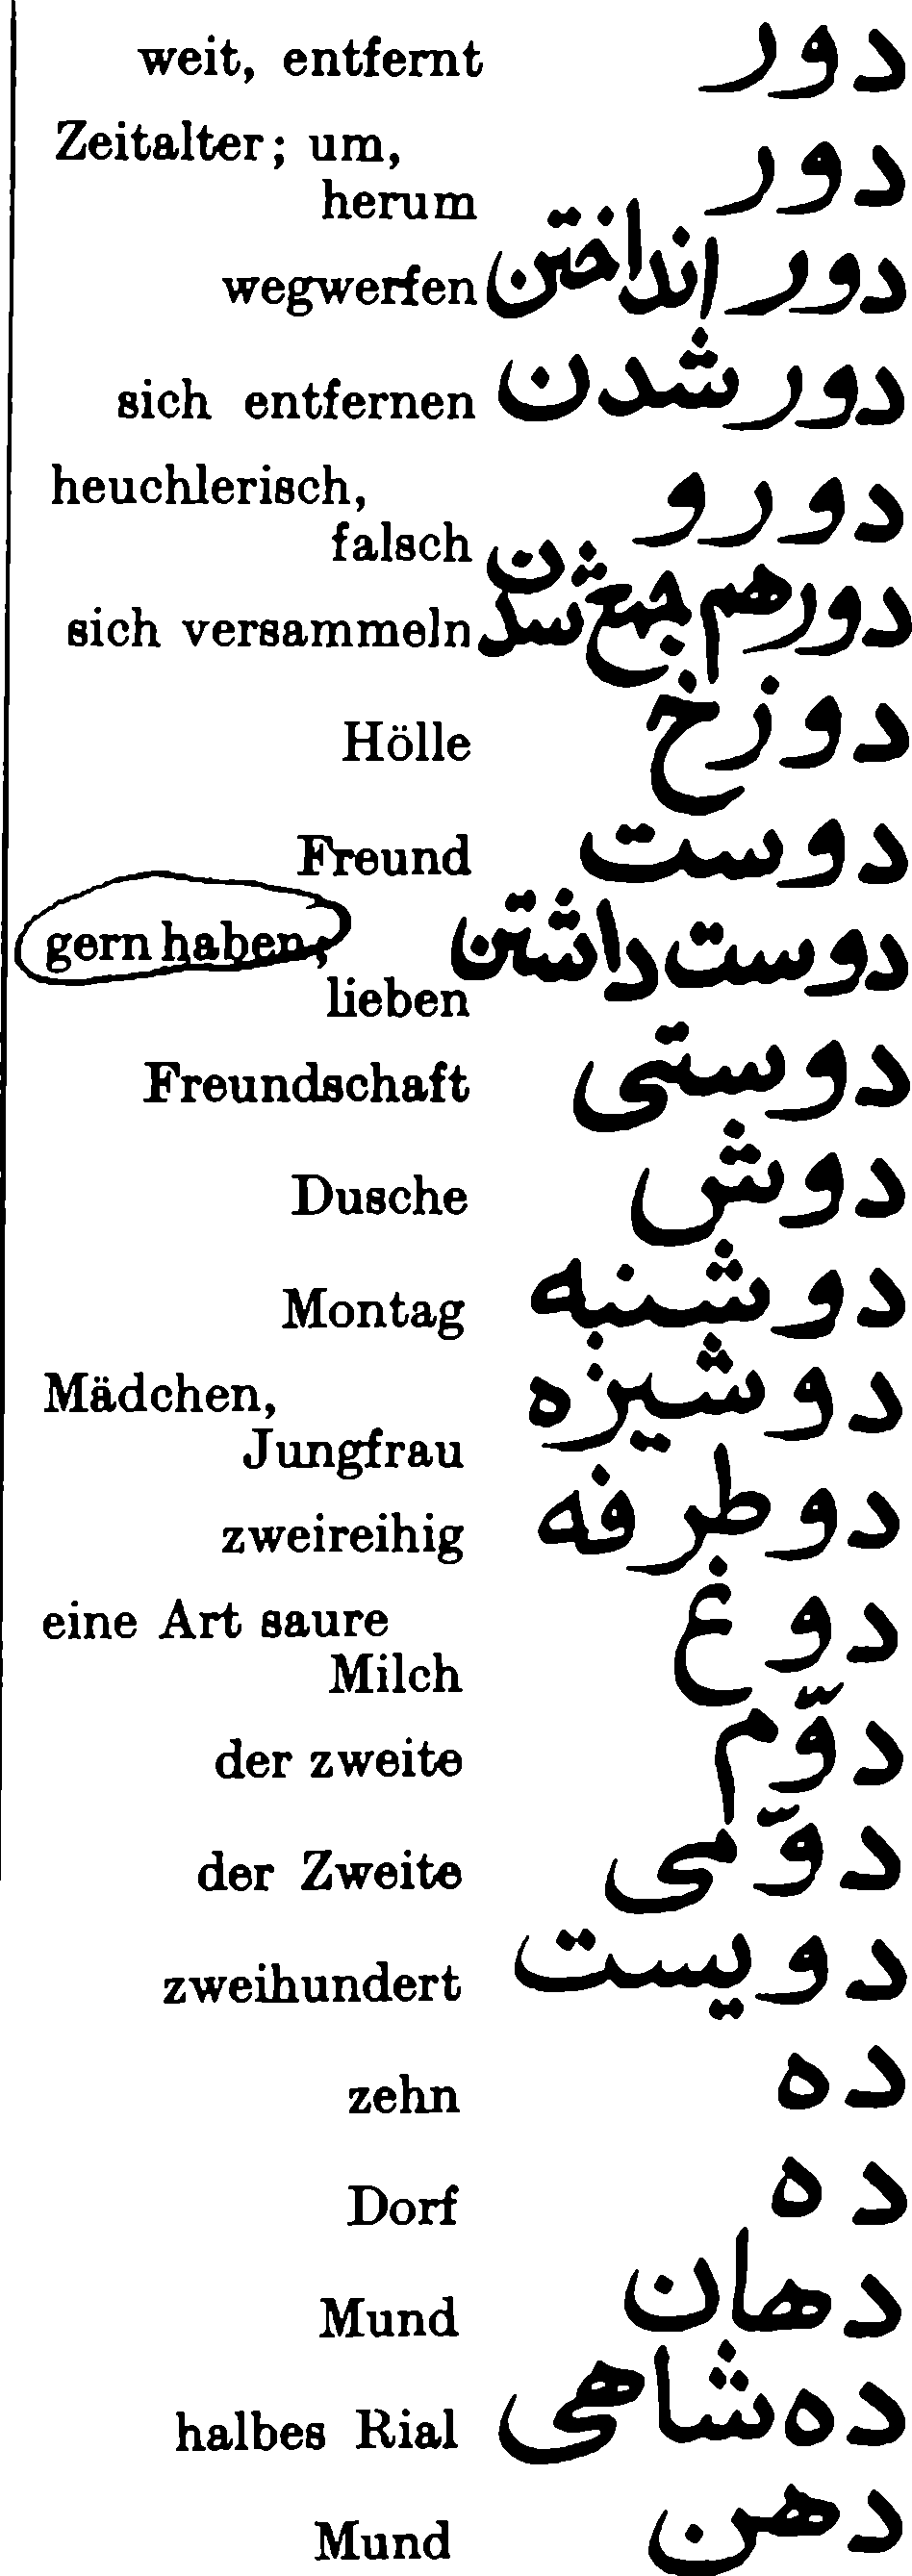 weit, entfernt دور
Zeitalter; um, دور
herum
wegwerfen دور انداختن
sich entfernen دور شدن
heuchlerisch, دورو
falsch
sich versammeln دورهم جمع شدن
Hölle دوزخ
Freund دوست
gern haben, دوست داشتن
lieben
Freundschaft دوستی
Dusche دوش
Montag دوشنبه
Mädchen, دوشیزه
Jungfrau
zweireihig دوطرفه
eine Art saure دوغ
Milch
der zweite دوّم
der Zweite دوّمی
zweihundert دویست
zehn ده
Dorf ده
Mund دهان
halbes Rial ده شاهی
Mund دهن